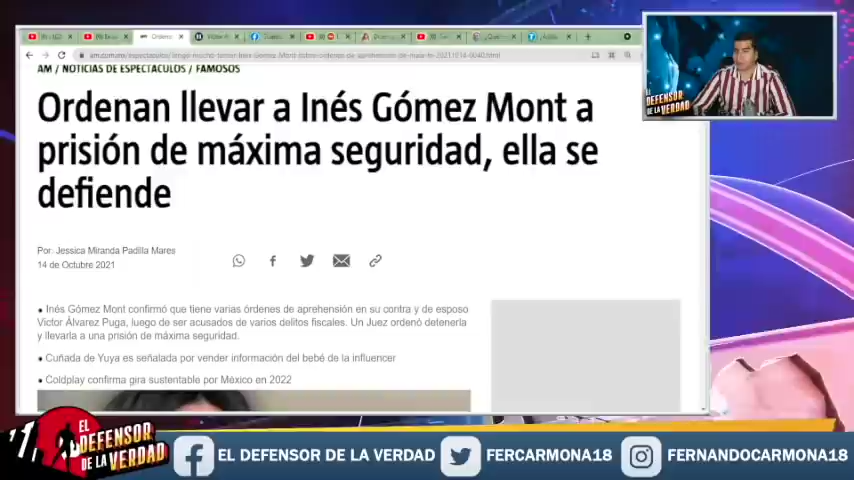 AM / NOTICIAS DE ESPECTÁCULOS / FAMOSOS
Ordenan llevar a Inés Gómez Mont a
prisión de máxima seguridad, ella se
defiende
Por: Jessica Miranda Padilla Mares
14 de Octubre 2021
• Inés Gómez Mont confirmó que tiene varias órdenes de aprehensión en su contra y de esposo
Victor Álvarez Puga, luego de ser acusados de varios delitos fiscales. Un Juez ordenó detenerla
y llevarla a una prisión de máxima seguridad.
• Cuñada de Yuya es señalada por vender información del bebé de la influencer
• Coldplay confirma gira sustentable por México en 2022
EL
DEFENSOR
DE LA VERDAD
EL
DEFENSOR
DE LA VERDAD
EL DEFENSOR DE LA VERDAD
FERCARMONA18
FERNANDOCARMONA18